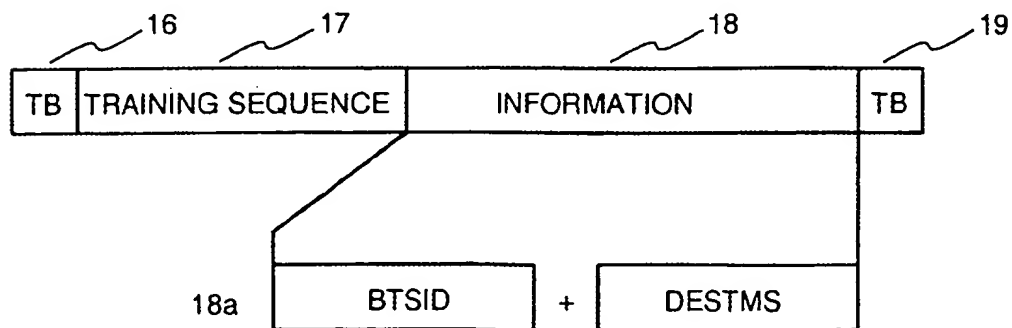 16 17 18 19
TB TRAINING SEQUENCE INFORMATION TB
18a BTSID + DESTMS